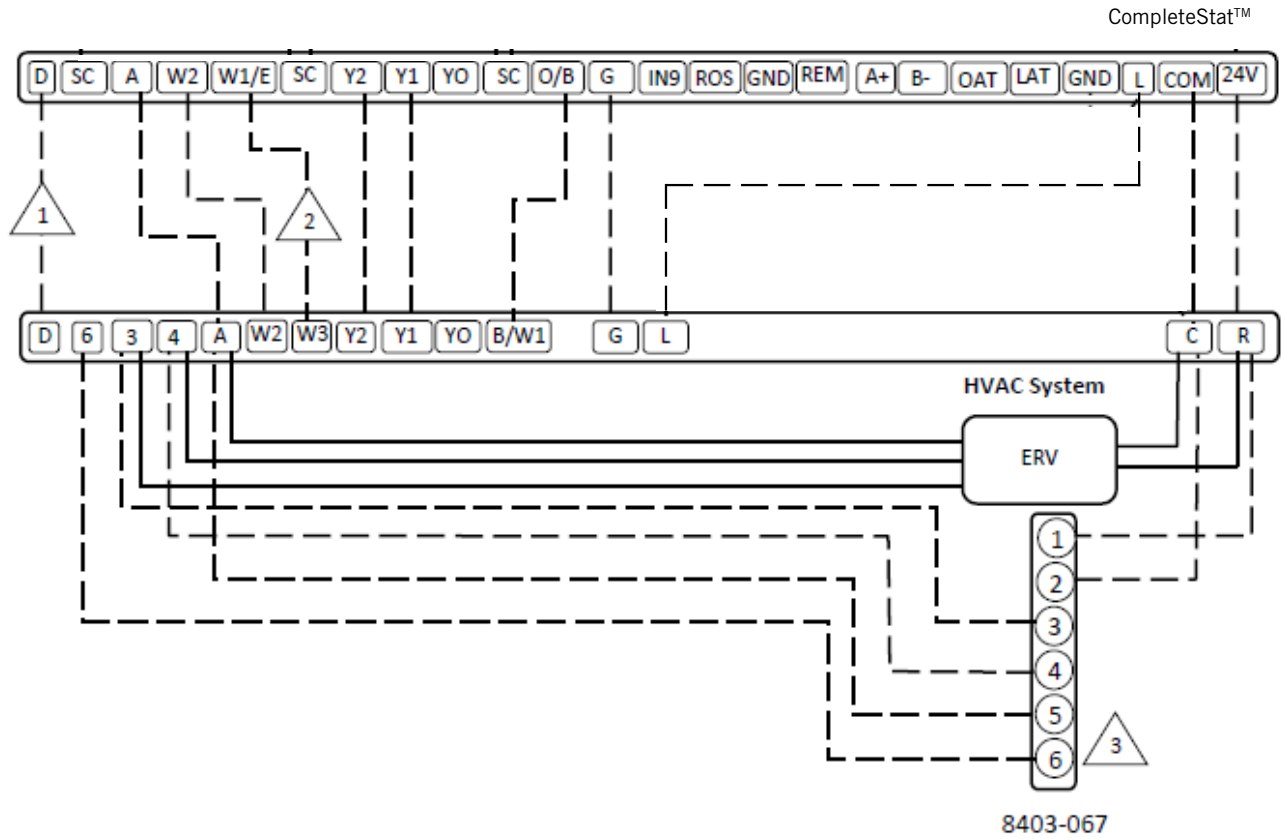 CompleteStat™
D SC A W2 W1/E SC Y2 Y1 YO SC O/B G IN9 ROS GND REM A+ B- OAT LAT GND L COM 24V
1
2
D 6 3 4 A W2 W3 Y2 Y1 YO B/W1 G L C R
HVAC System
ERV
1
2
3
4
5
6
3
8403-067